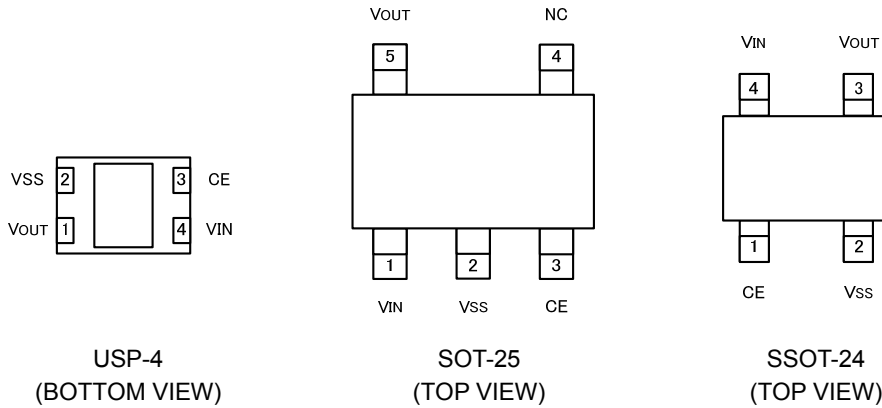 VSS 2 3 CE
VOUT 1 4 VIN
USP-4
(BOTTOM VIEW)
VOUT NC
5 4
1 2 3
VIN VSS CE
SOT-25
(TOP VIEW)
VIN VOUT
4 3
1 2
CE VSS
SSOT-24
(TOP VIEW)